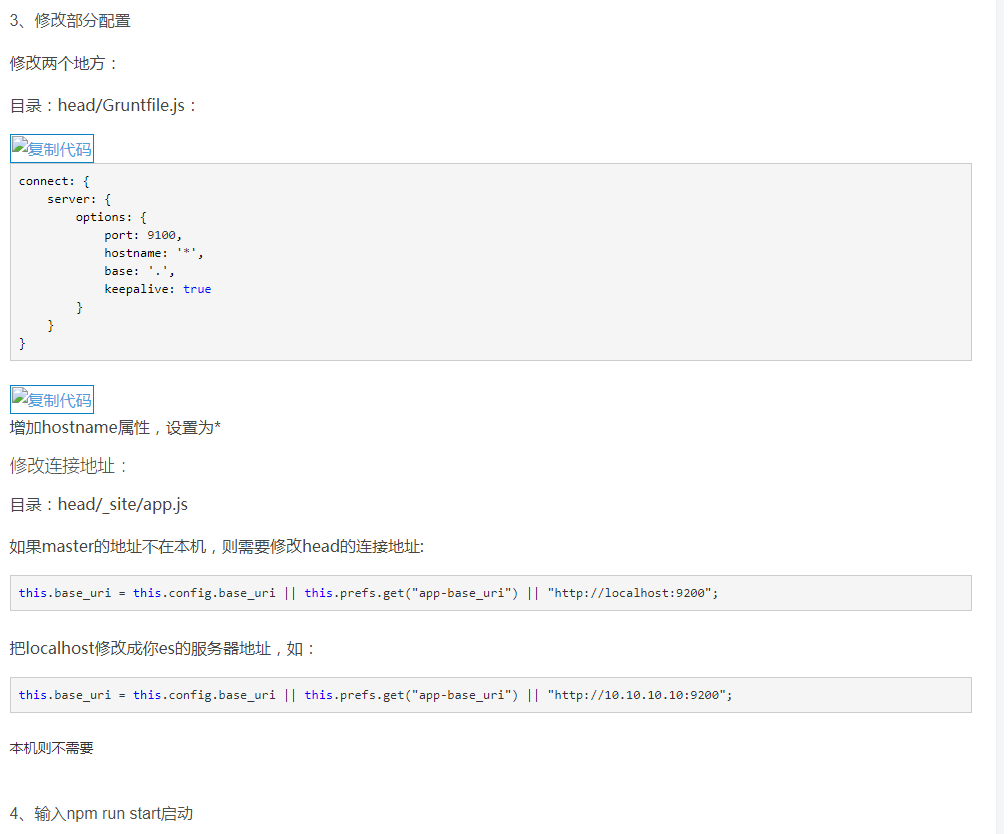 3、修改部分配置
修改两个地方：
目录：head/Gruntfile.js：
复制代码
connect: {
    server: {
        options: {
            port: 9100,
            hostname: '*',
            base: '.',
            keepalive: true
        }
    }
}
复制代码
增加hostname属性，设置为*
修改连接地址：
目录：head/_site/app.js
如果master的地址不在本机，则需要修改head的连接地址:
this.base_uri = this.config.base_uri || this.prefs.get("app-base_uri") || "http://localhost:9200";
把localhost修改成你es的服务器地址，如：
this.base_uri = this.config.base_uri || this.prefs.get("app-base_uri") || "http://10.10.10.10:9200";
本机则不需要
4、输入npm run start启动